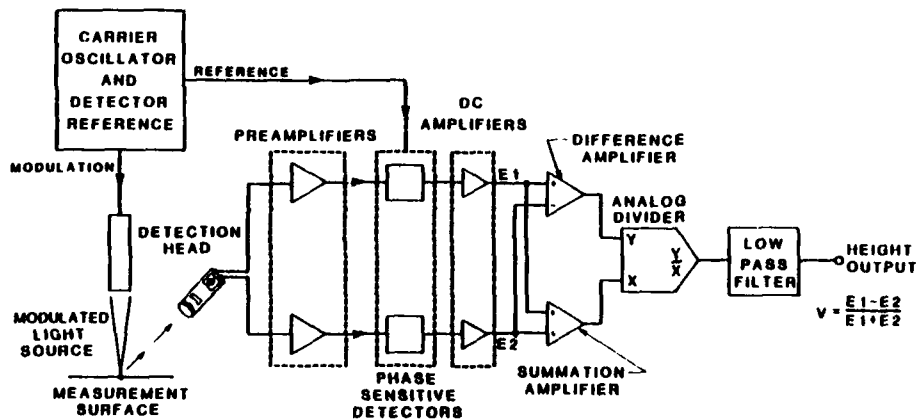 CARRIER
OSCILLATOR
AND
DETECTOR
REFERENCE
REFERENCE
MODULATION
DETECTION
HEAD
MODULATED
LIGHT
SOURCE
MEASUREMENT
SURFACE
PREAMPLIFIERS
DC
AMPLIFIERS
PHASE
SENSITIVE
DETECTORS
E1
E2
DIFFERENCE
AMPLIFIER
+
-
+
+
SUMMATION
AMPLIFIER
ANALOG
DIVIDER
Y
X
Y
X
LOW
PASS
FILTER
HEIGHT
OUTPUT
V = E1-E2
E1+E2